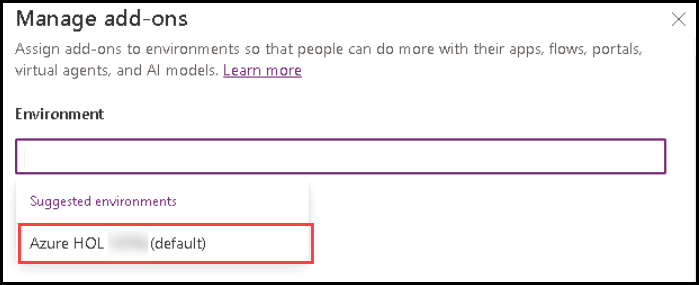 Manage add-ons
Assign add-ons to environments so that people can do more with their apps, flows, portals,
virtual agents, and AI models. Learn more
Environment
Suggested environments
Azure HOL (default)